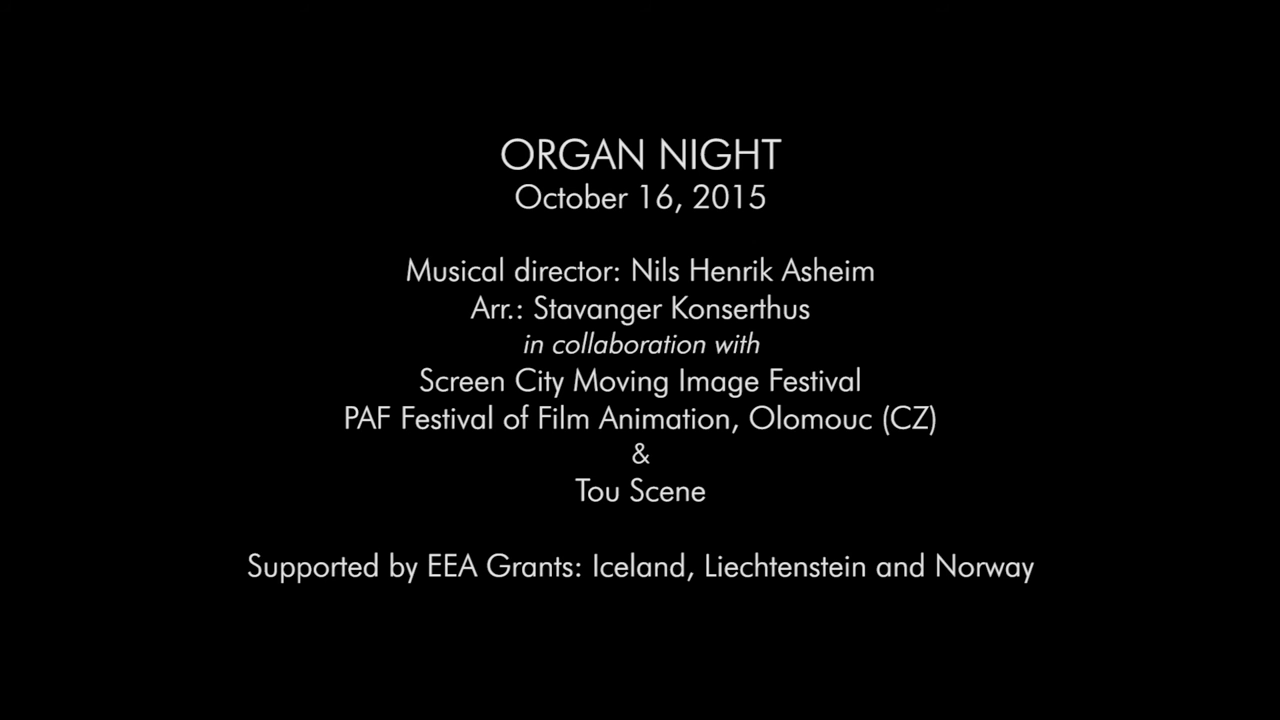 ORGAN NIGHT
October 16, 2015
Musical director: Nils Henrik Asheim
Arr.: Stavanger Konserthus
in collaboration with
Screen City Moving Image Festival
PAF Festival of Film Animation, Olomouc (CZ)
&
Tou Scene
Supported by EEA Grants: Iceland, Liechtenstein and Norway